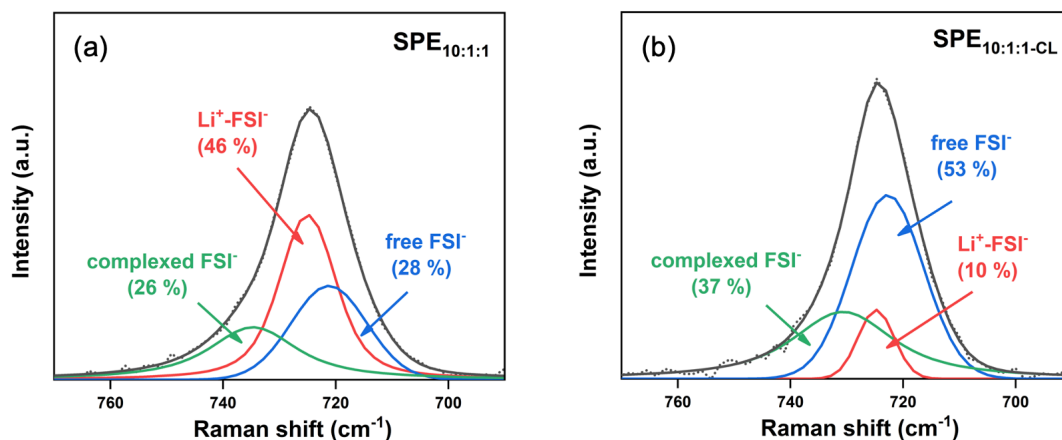 (a)
SPE10:1:1
Li⁺-FSI⁻
(46 %)
complexed FSI⁻
(26 %)
free FSI⁻
(28 %)
Intensity (a.u.)
760
740
720
700
Raman shift (cm⁻¹)
(b)
SPE10:1:1-CL
free FSI⁻
(53 %)
complexed FSI⁻
(37 %)
Li⁺-FSI⁻
(10 %)
Intensity (a.u.)
760
740
720
700
Raman shift (cm⁻¹)